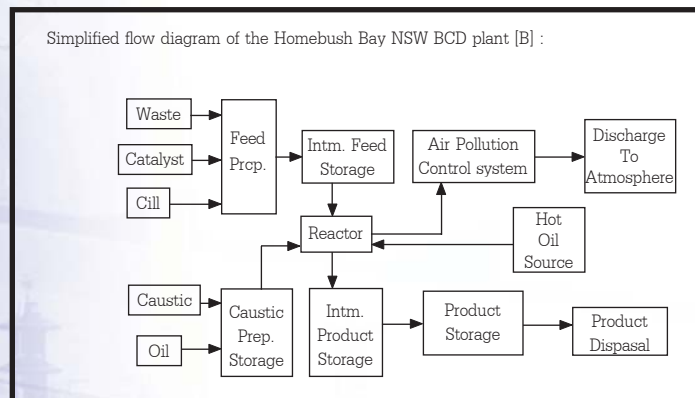 Simplified flow diagram of the Homebush Bay NSW BCD plant [B] :
Waste
Catalyst
Cill
Feed
Prcp.
Intm. Feed
Storage
Air Pollution
Control system
Discharge
To
Atmosphere
Reactor
Hot
Oil
Source
Caustic
Oil
Caustic
Prep.
Storage
Intm.
Product
Storage
Product
Storage
Product
Dispasal